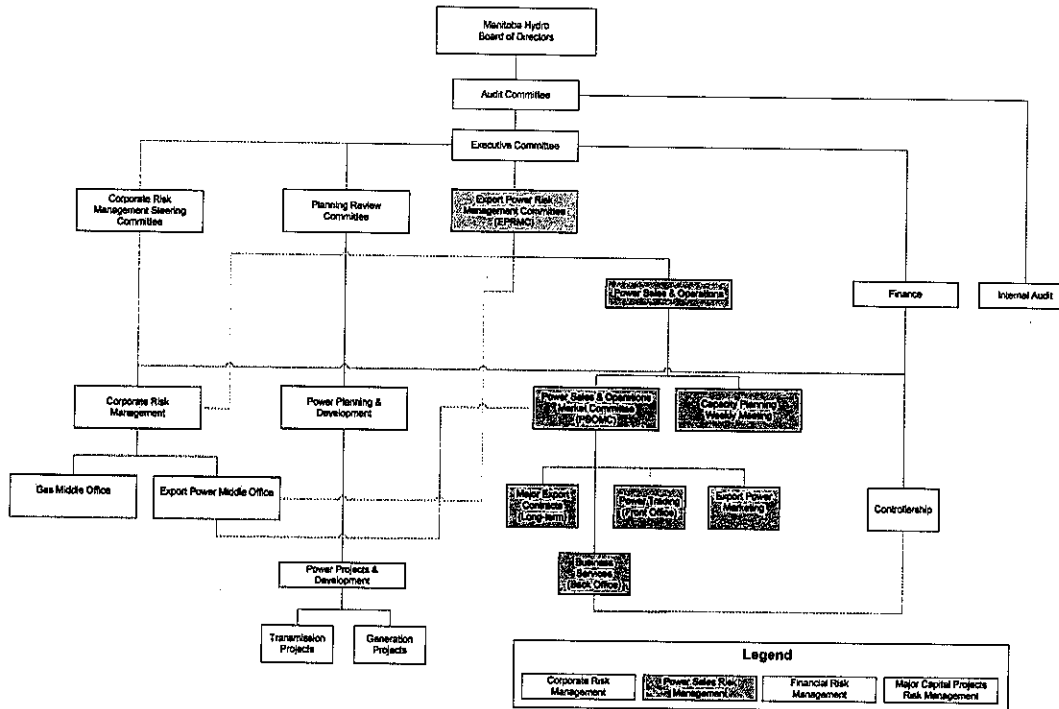 Manitoba Hydro
Board of Directors
Audit Committee
Executive Committee
Corporate Risk
Management Steering
Committee
Planning Review
Committee
Export Power Risk
Management Committee
(EPRMC)
Power Sales & Operations
Finance
Internal Audit
Corporate Risk
Management
Power Planning &
Development
Power Sales & Operations
Market Committee
(PSOMC)
Capacity Planning
Weekly Meeting
Gas Middle Office
Export Power Middle Office
Major Export
Contracts
(Long-term)
Power Trading
(Front Office)
Export Power
Marketing
Controllership
Power Projects &
Development
Business
Services
(Back Office)
Transmission
Projects
Generation
Projects
Legend
Corporate Risk
Management
Power Sales Risk
Management
Financial Risk
Management
Major Capital Projects
Risk Management